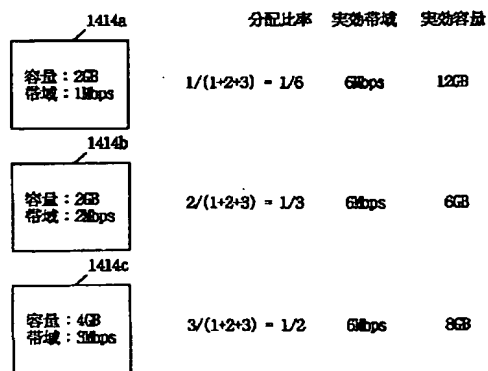 1414a 分配比率 実効帯域 実効容量
容量：2GB
帯域：1Mbps
1/(1+2+3) = 1/6 6Mbps 12GB
1414b
容量：2GB
帯域：2Mbps
2/(1+2+3) = 1/3 6Mbps 6GB
1414c
容量：4GB
帯域：3Mbps
3/(1+2+3) = 1/2 6Mbps 8GB